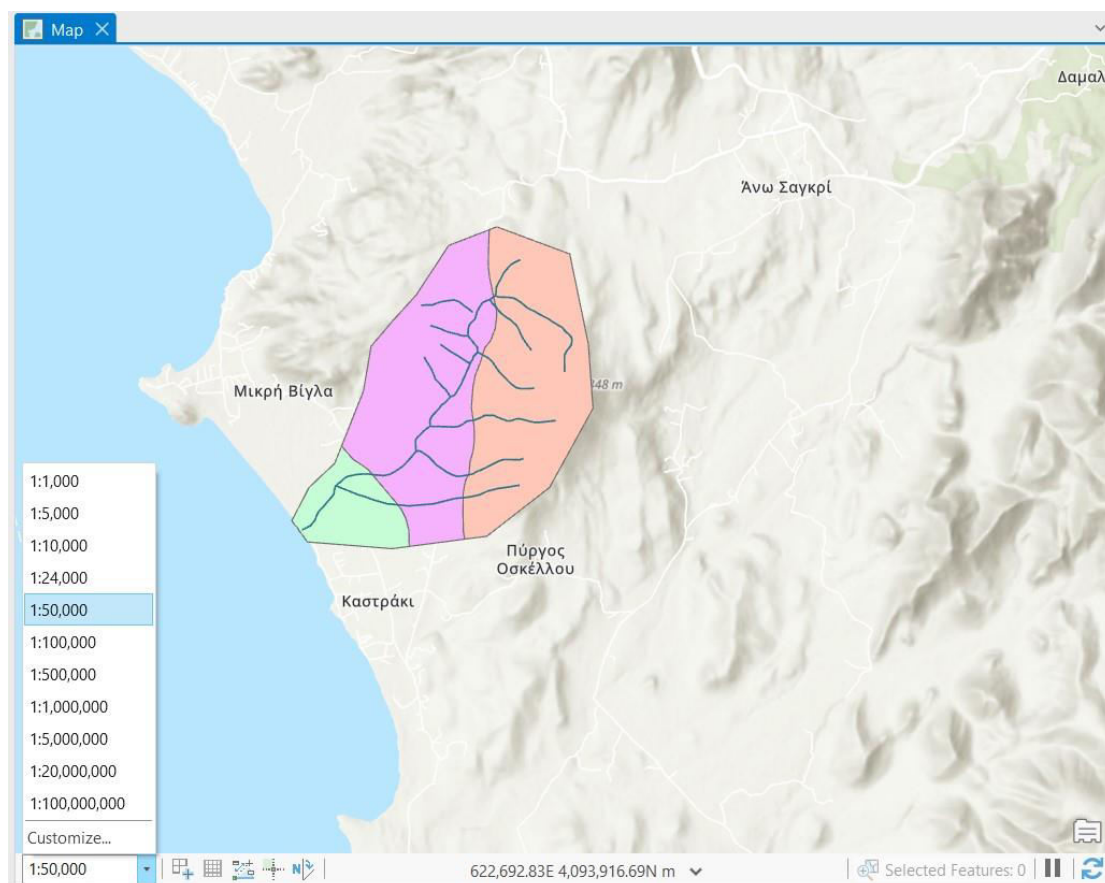 Map
Δαμαλ
Άνω Σαγκρί
Μικρή Βίγλα
348 m
Πύργος
Οσκέλλου
Καστράκι
1:1,000
1:5,000
1:10,000
1:24,000
1:50,000
1:100,000
1:500,000
1:1,000,000
1:5,000,000
1:20,000,000
1:100,000,000
Customize...
1:50,000
N
622,692.83E 4,093,916.69N m
Selected Features: 0